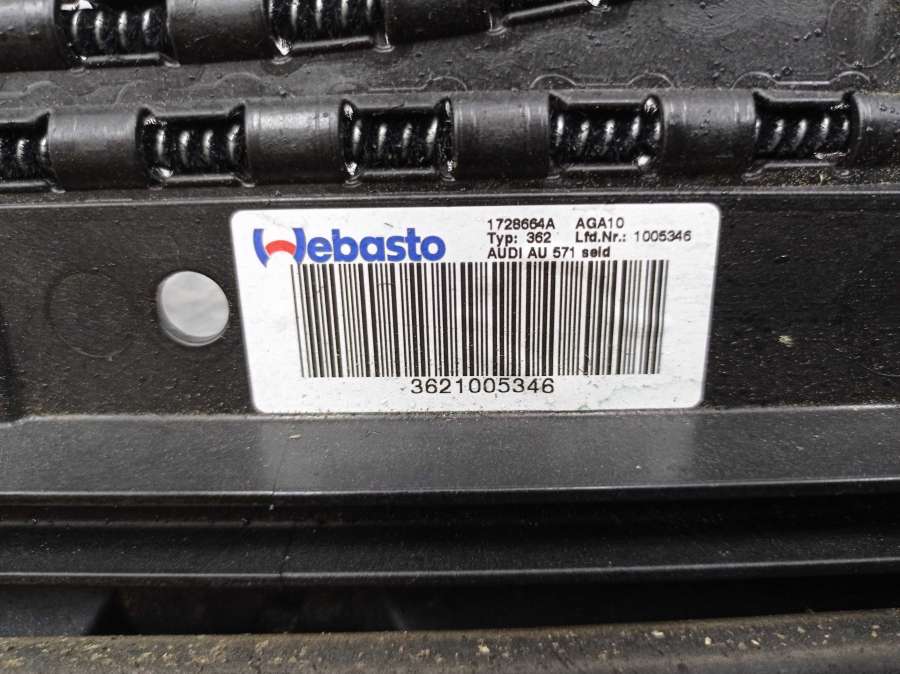 Webasto
1728664A AGA10
Typ: 362 Lfd.Nr.: 1005346
AUDI AU 571 seid
3621005346